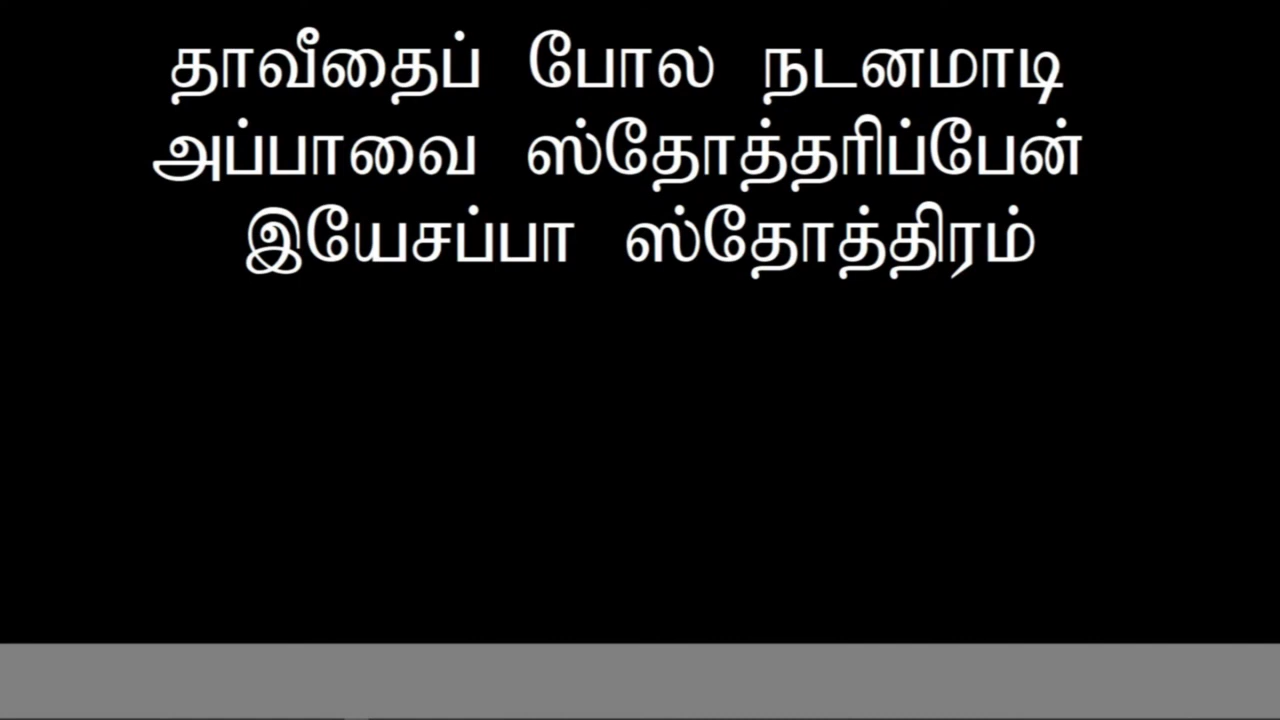 தாவீதைப் போல நடனமாடி
அப்பாவை ஸ்தோத்தரிப்பேன்
இயேசப்பா ஸ்தோத்திரம்